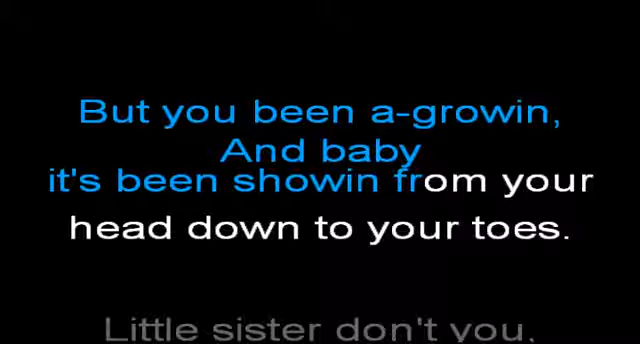 But you been a-growin,
And baby
it's been showin from your
head down to your toes.
Little sister don't you,